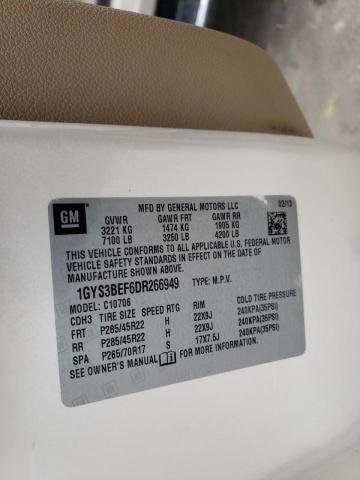 GM
MFD BY GENERAL MOTORS LLC
02/13
GVWR GAWR FRT GAWR RR
3221 KG 1474 KG 1905 KG
7100 LB 3250 LB 4200 LB
THIS VEHICLE CONFORMS TO ALL APPLICABLE U.S. FEDERAL MOTOR
VEHICLE SAFETY STANDARDS IN EFFECT ON THE DATE OF MANUFACTURE SHOWN ABOVE.
1GYS3BEF6DR266949 TYPE: M.P.V.
MODEL: C10706
CDH3 TIRE SIZE SPEED RTG RIM COLD TIRE PRESSURE
FRT P285/45R22 H 22X9J 240KPA(35PSI)
RR P285/45R22 H 22X9J 240KPA(35PSI)
SPA P265/70R17 S 17X7.5J 240KPA(35PSI)
SEE OWNER'S MANUAL FOR MORE INFORMATION.